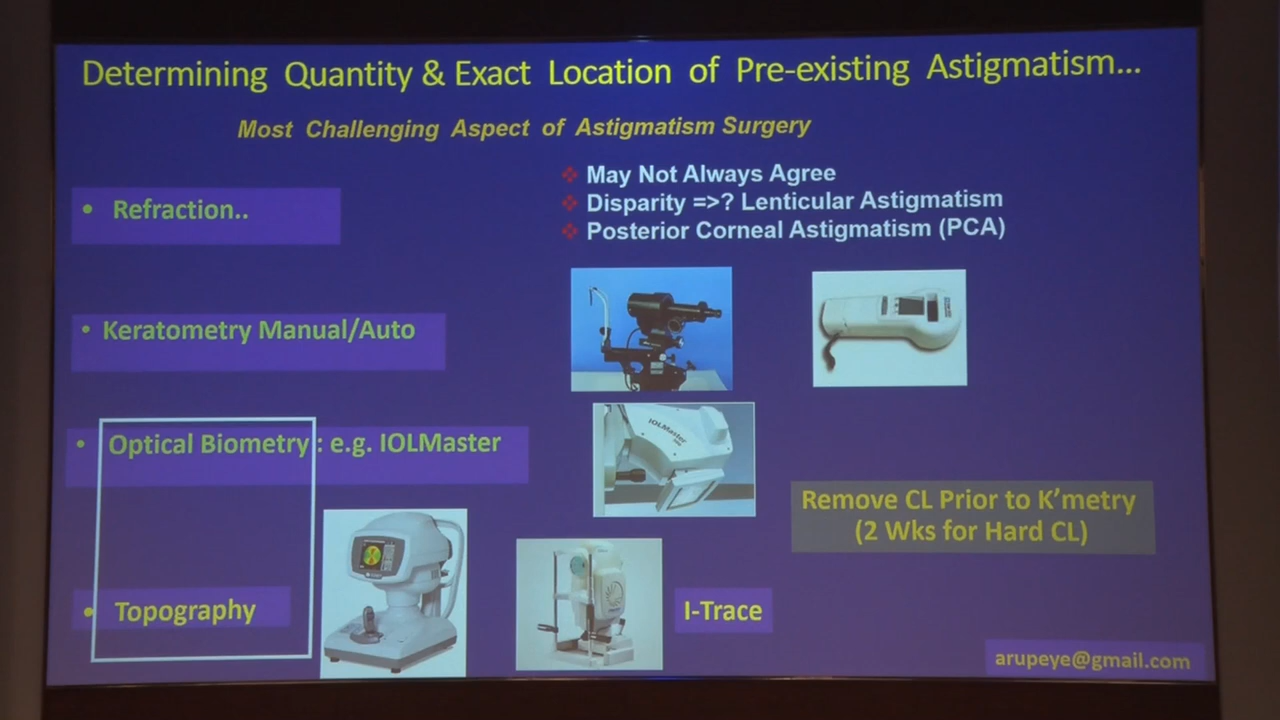 Determining Quantity & Exact Location of Pre-existing Astigmatism...
Most Challenging Aspect of Astigmatism Surgery
May Not Always Agree
Disparity =>? Lenticular Astigmatism
Posterior Corneal Astigmatism (PCA)
• Refraction..
• Keratometry Manual/Auto
• Optical Biometry : e.g. IOLMaster
IOLMaster
Remove CL Prior to K'metry
(2 Wks for Hard CL)
• Topography
I-Trace
arupeye@gmail.com